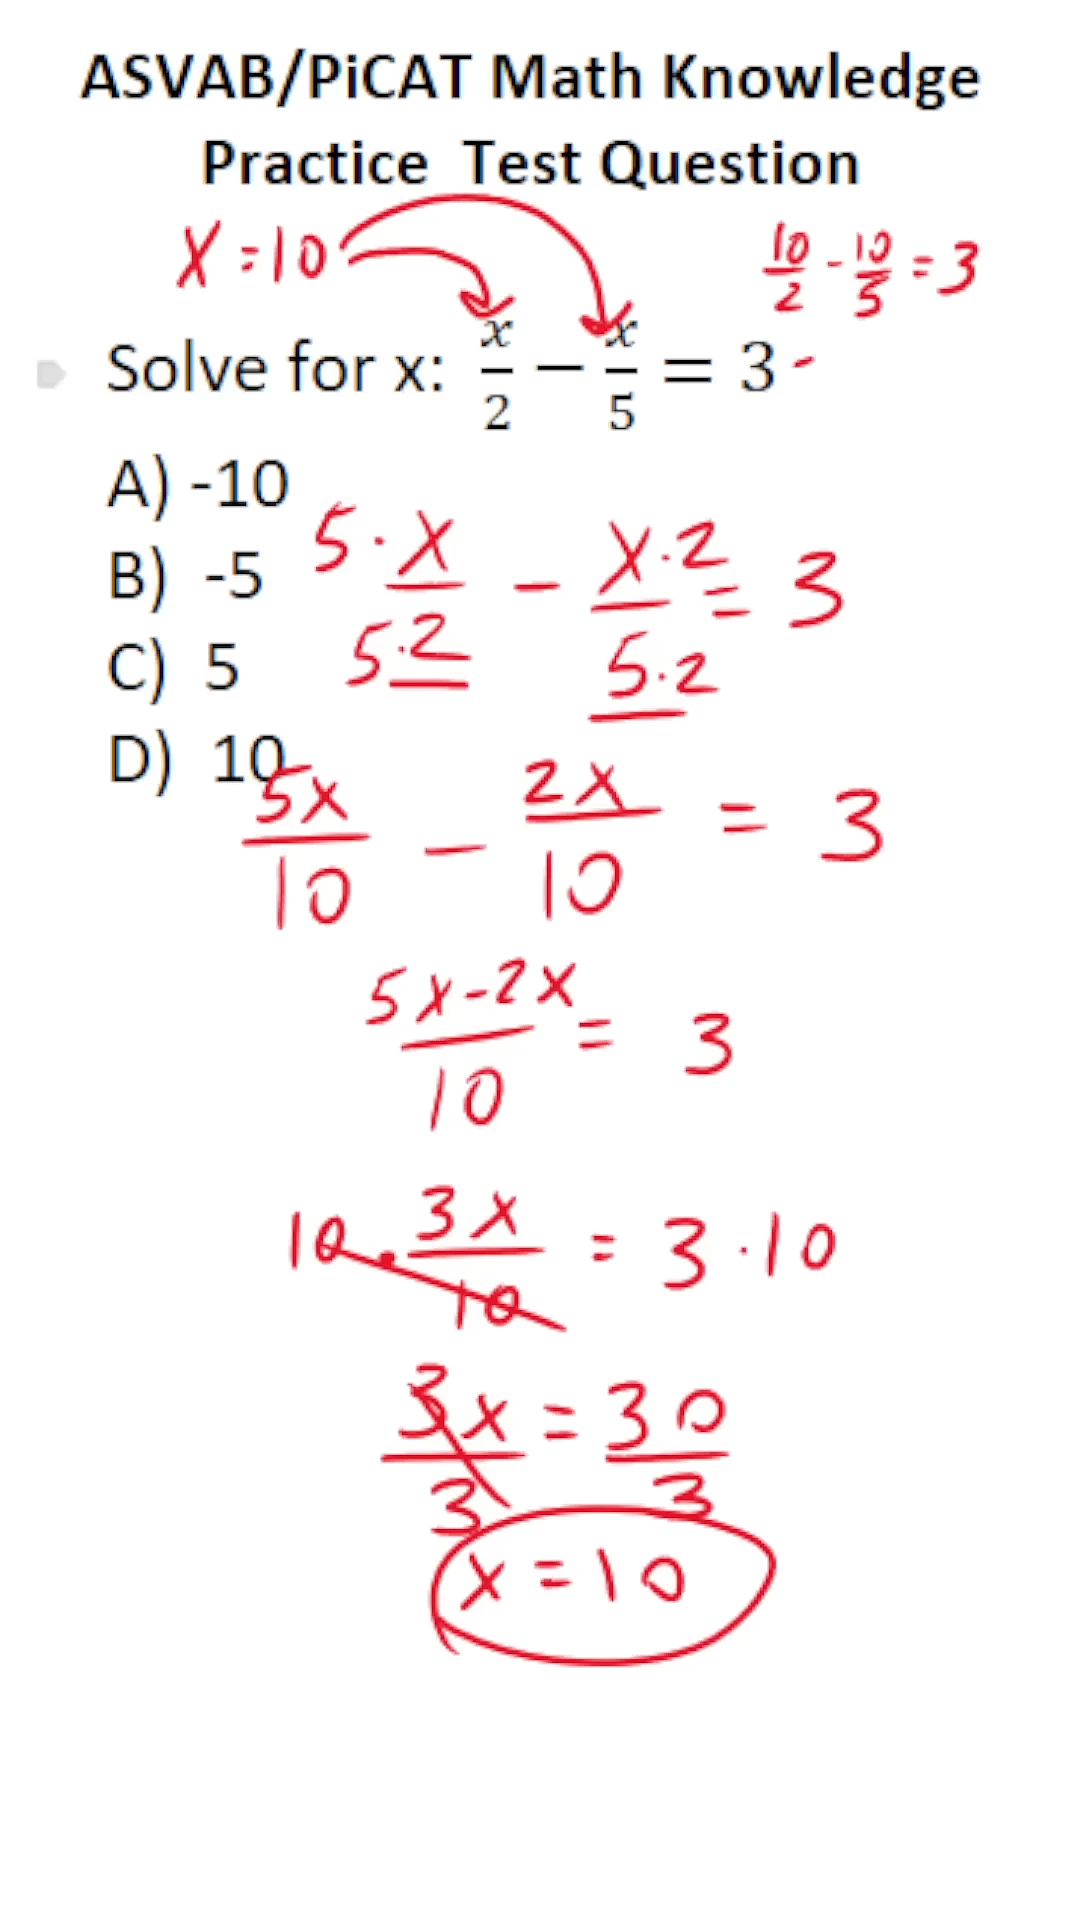 ASVAB/PiCAT Math Knowledge
Practice Test Question
x = 10
10/2 - 10/5 = 3
Solve for x: x/2 − x/5 = 3 -
A) -10
B) -5
C) 5
D) 10
5·x/5·2 - x·2/5·2 = 3
5x/10 - 2x/10 = 3
5x-2x/10 = 3
10 · 3x/10 = 3·10
3x/3 = 30/3
x = 10